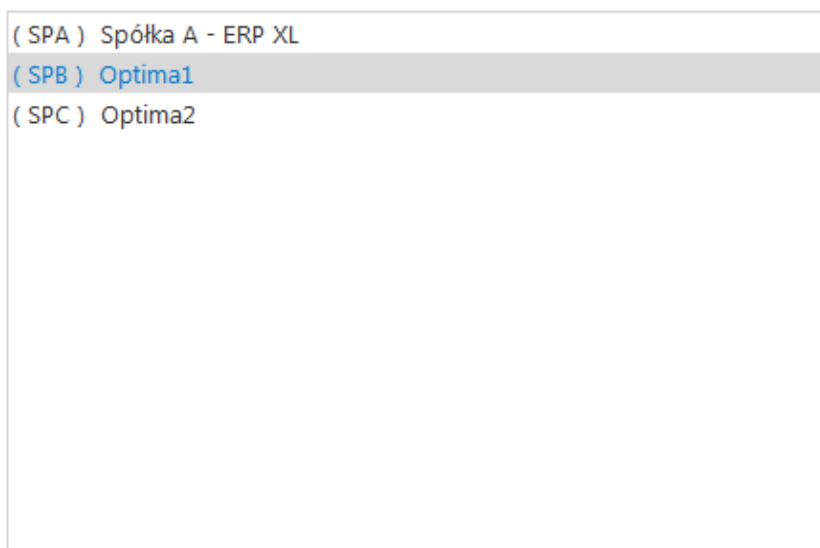 ( SPA ) Spółka A - ERP XL
( SPB ) Optima1
( SPC ) Optima2